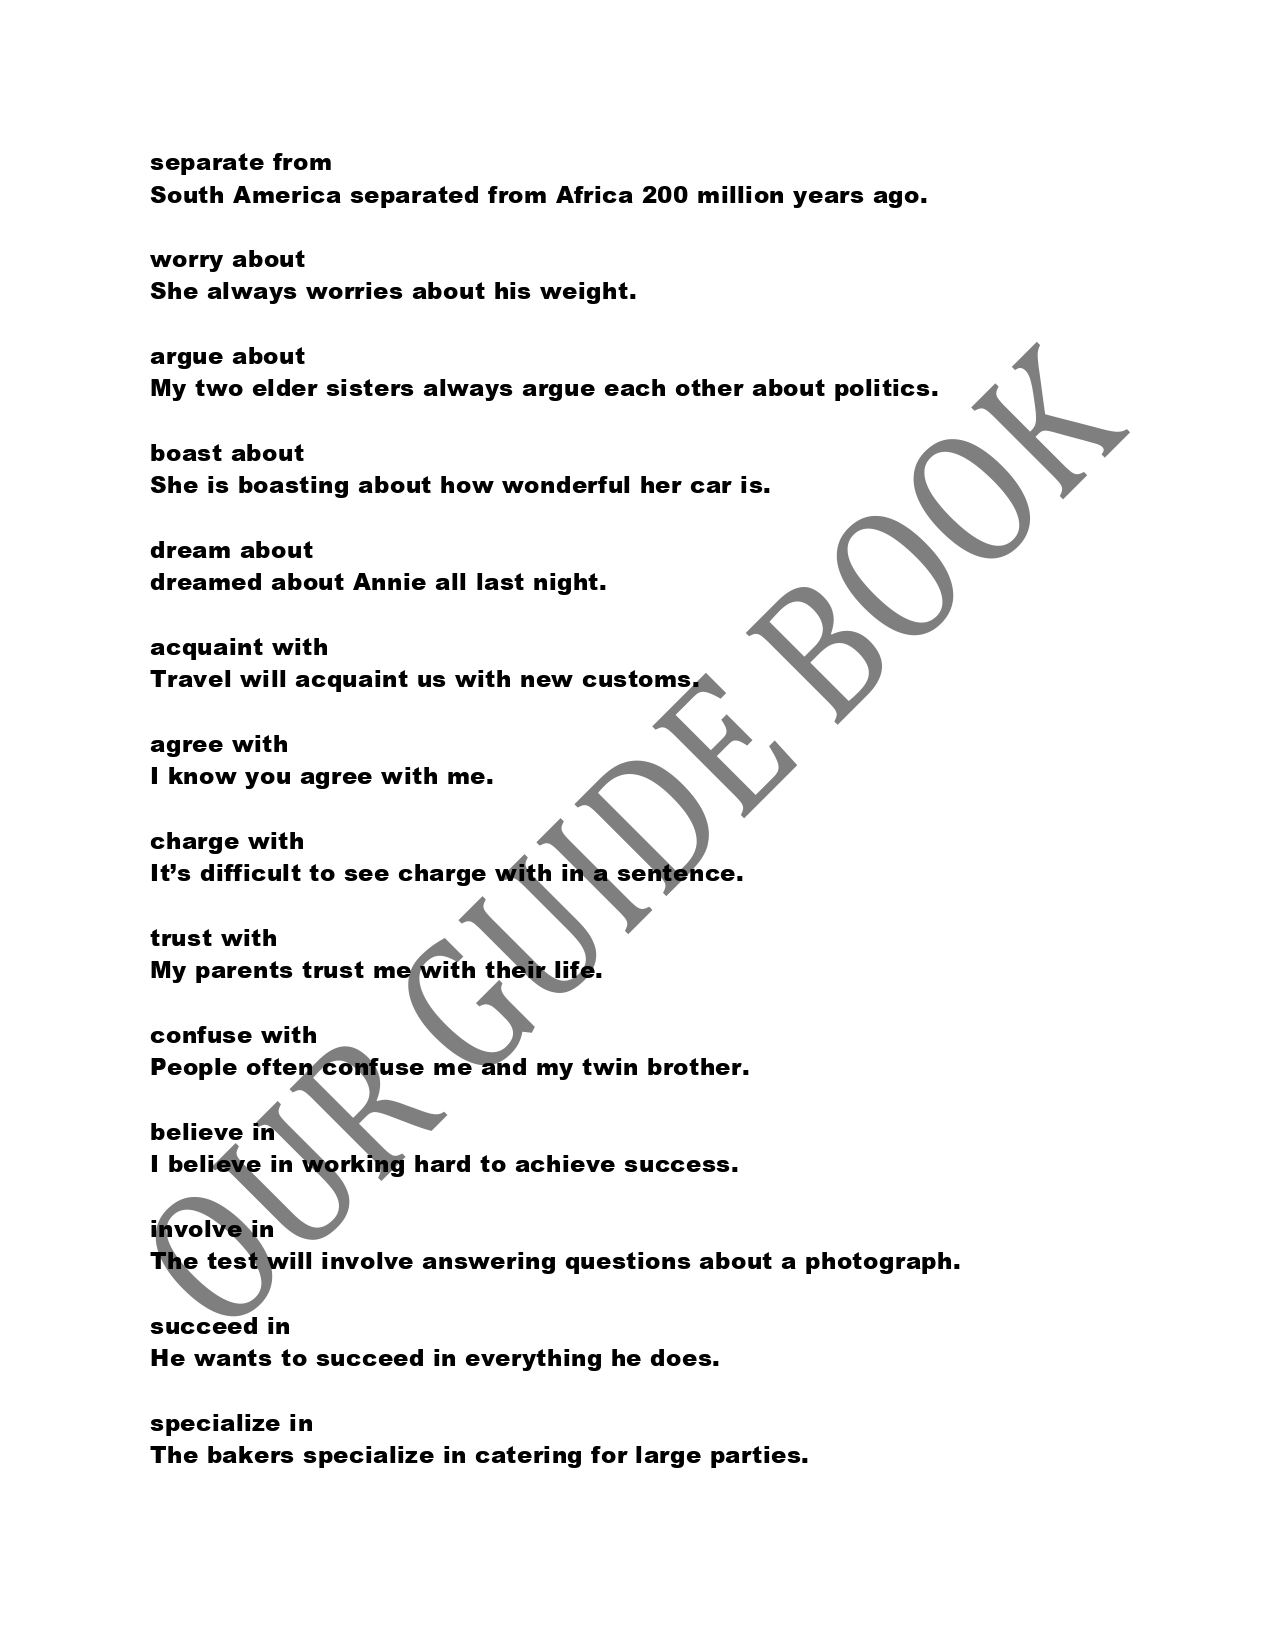 separate from
South America separated from Africa 200 million years ago.
worry about
She always worries about his weight.
argue about
My two elder sisters always argue each other about politics.
boast about
She is boasting about how wonderful her car is.
dream about
dreamed about Annie all last night.
acquaint with
Travel will acquaint us with new customs.
agree with
I know you agree with me.
charge with
It’s difficult to see charge with in a sentence.
trust with
My parents trust me with their life.
confuse with
People often confuse me and my twin brother.
believe in
I believe in working hard to achieve success.
involve in
The test will involve answering questions about a photograph.
succeed in
He wants to succeed in everything he does.
specialize in
The bakers specialize in catering for large parties.
OUR GUIDE BOOK